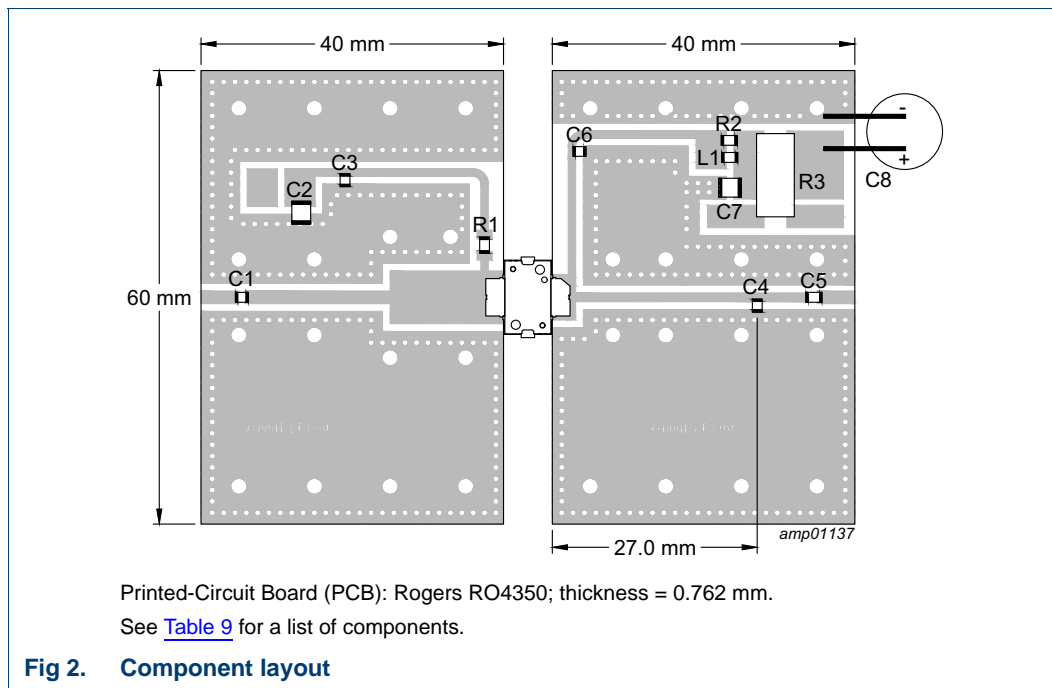 40 mm
40 mm
60 mm
C3
C2
R1
C1
C6
R2
L1
C7
R3
-
+
C8
C4
C5
27.0 mm
amp01137
Printed-Circuit Board (PCB): Rogers RO4350; thickness = 0.762 mm.
See Table 9 for a list of components.
Fig 2. Component layout